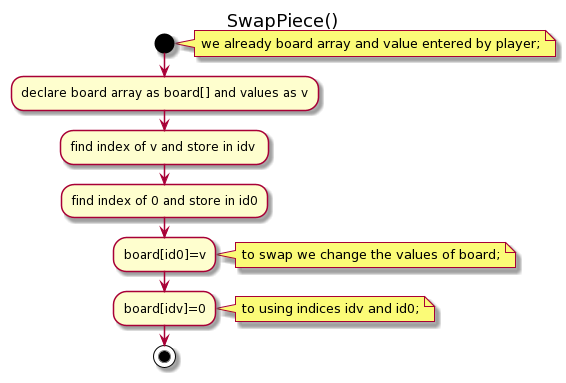 SwapPiece()
we already board array and value entered by player;
declare board array as board[] and values as v
find index of v and store in idv
find index of 0 and store in id0
board[id0]=v
to swap we change the values of board;
board[idv]=0
to using indices idv and id0;